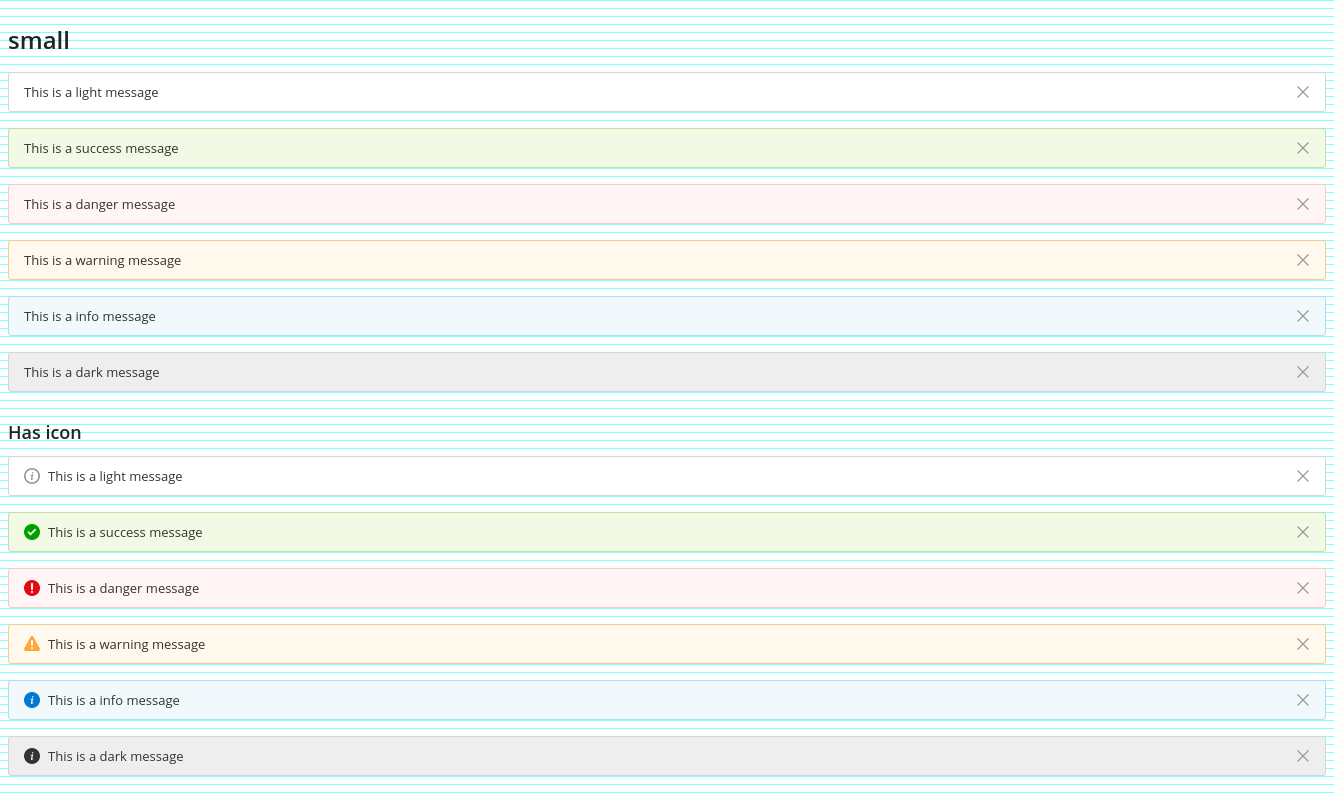 small
This is a light message
This is a success message
This is a danger message
This is a warning message
This is a info message
This is a dark message
Has icon
This is a light message
This is a success message
This is a danger message
This is a warning message
This is a info message
This is a dark message